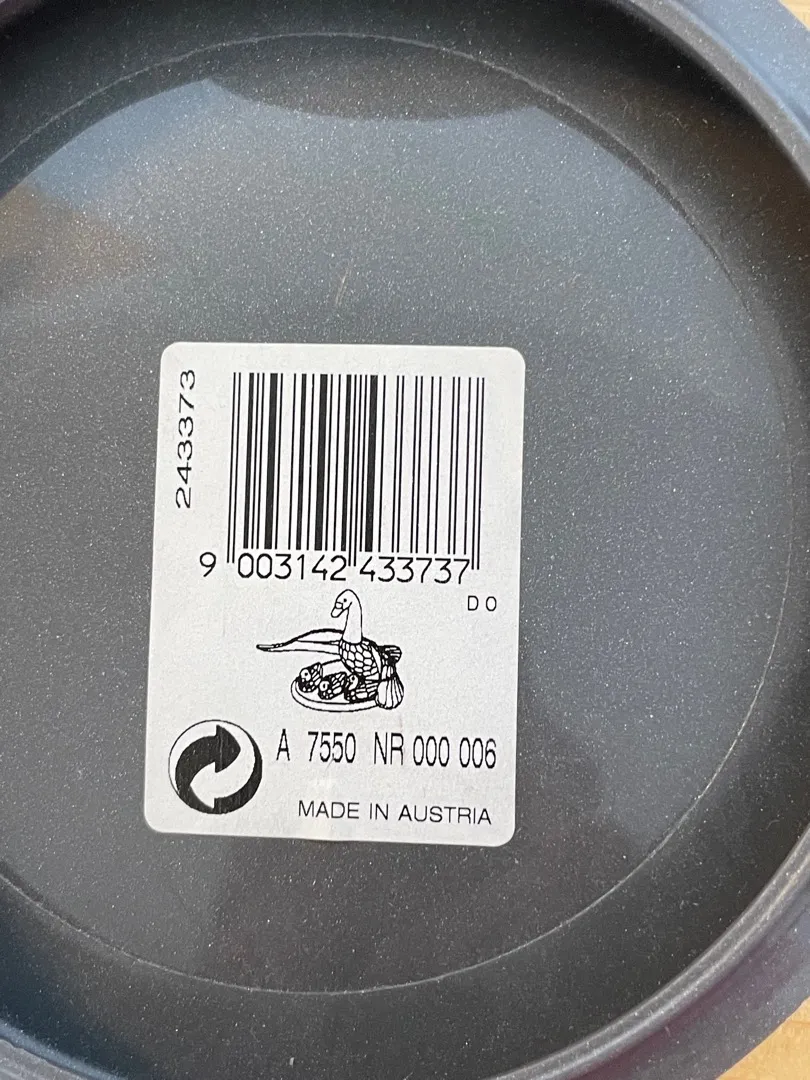 243373
9 003142 433737
D O
A 7550 NR 000 006
MADE IN AUSTRIA